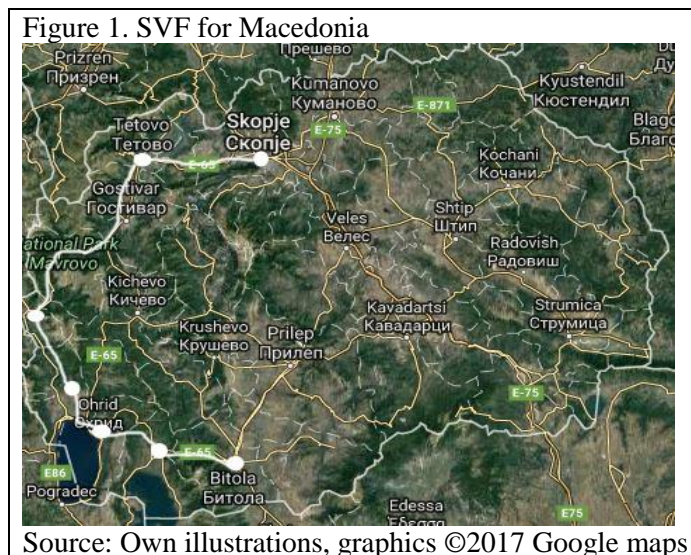 Figure 1. SVF for Macedonia
Prizren
Призрен
Прешево
Kumanovo
Куманово
E-871
Kyustendil
Кюстендил
Tetovo
Тетово
Skopje
Скопје
E-75
E-65
Blag
Благо
Kochani
Кочани
Gostivar
Гостивар
Veles
Велес
Shtip
Штип
Radovish
Радовиш
ational Park
Mavrovo
Kichevo
Кичево
Krushevo
Крушево
Prilep
Прилеп
Kavadartsi
Кавадарци
Strumica
Струмица
E-65
E-75
Ohrid
Охрид
E-65
Bitola
Битола
E86
Pogradec
Edessa
E75
Source: Own illustrations, graphics ©2017 Google maps